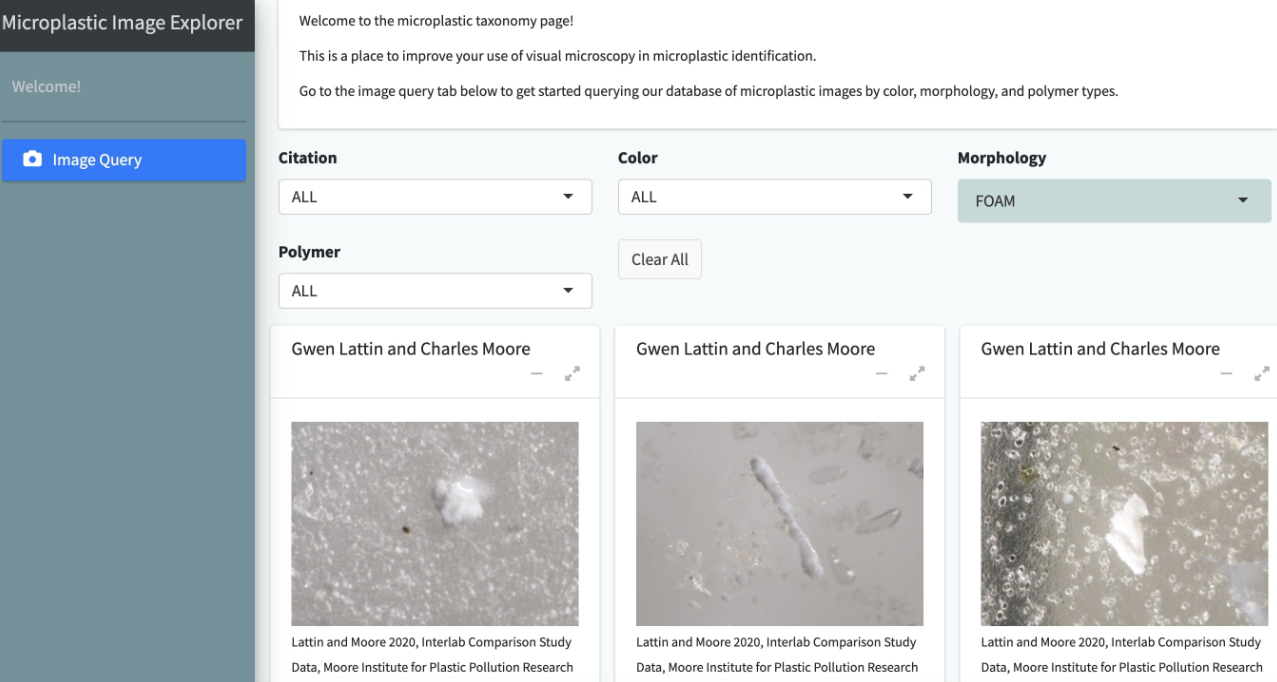 Microplastic Image Explorer
Welcome!
Image Query
Welcome to the microplastic taxonomy page!
This is a place to improve your use of visual microscopy in microplastic identification.
Go to the image query tab below to get started querying our database of microplastic images by color, morphology, and polymer types.
Citation
ALL
Color
ALL
Morphology
FOAM
Polymer
ALL
Clear All
Gwen Lattin and Charles Moore
Lattin and Moore 2020, Interlab Comparison Study
Data, Moore Institute for Plastic Pollution Research
Gwen Lattin and Charles Moore
Lattin and Moore 2020, Interlab Comparison Study
Data, Moore Institute for Plastic Pollution Research
Gwen Lattin and Charles Moore
Lattin and Moore 2020, Interlab Comparison Study
Data, Moore Institute for Plastic Pollution Research